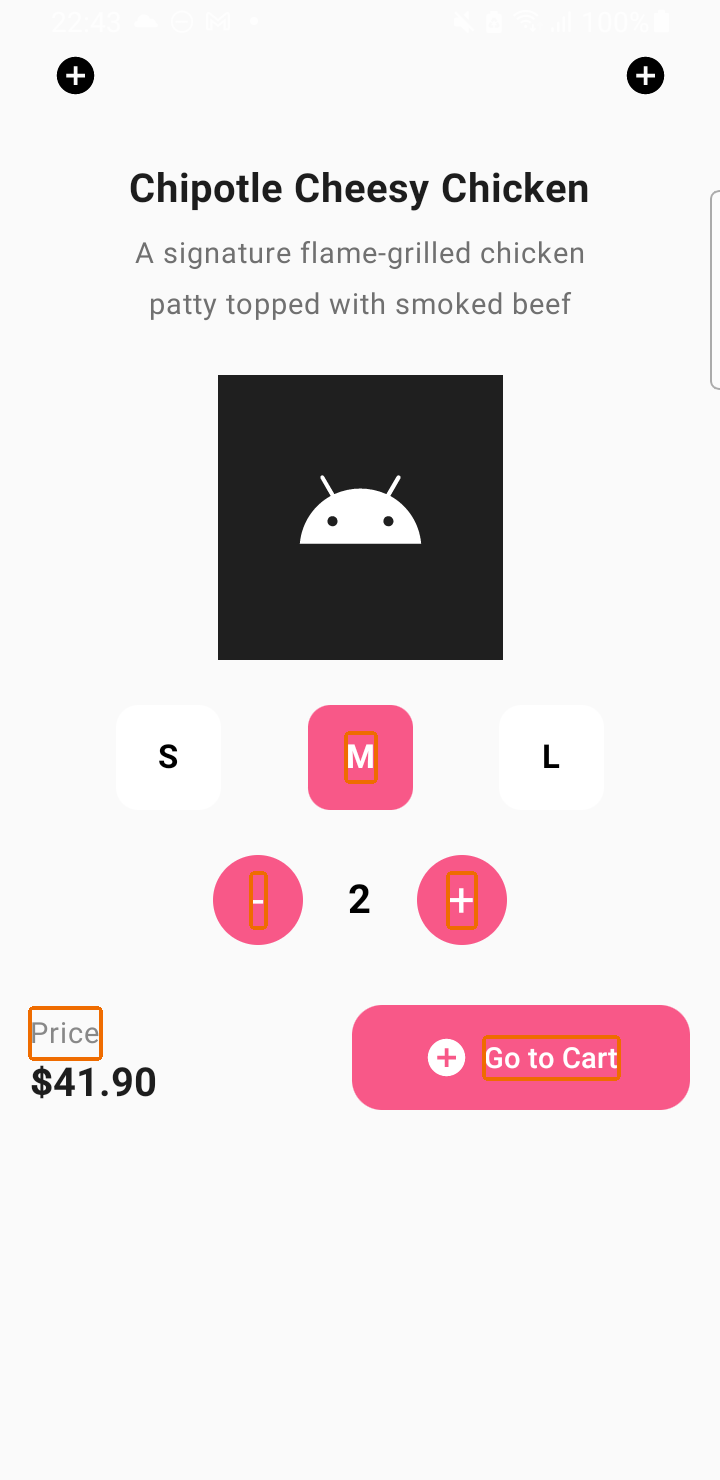 22:43 100%
Chipotle Cheesy Chicken
A signature flame-grilled chicken
patty topped with smoked beef
S M L
- 2 +
Price
$41.90
Go to Cart